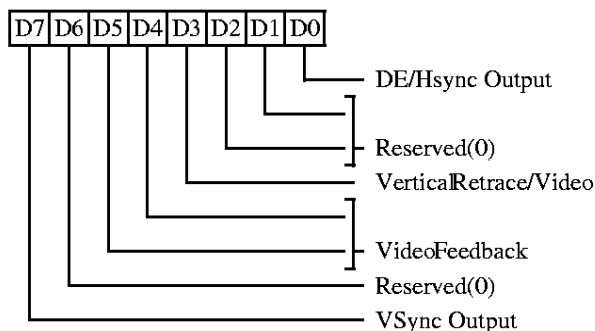 D7 D6 D5 D4 D3 D2 D1 D0
DE/Hsync Output
Reserved(0)
VerticalRetrace/Video
VideoFeedback
Reserved(0)
VSync Output